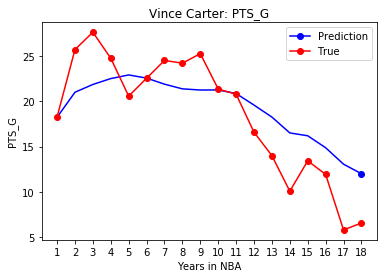 Vince Carter: PTS_G
Prediction
True
25
20
15
10
5
PTS_G
1 2 3 4 5 6 7 8 9 10 11 12 13 14 15 16 17 18
Years in NBA